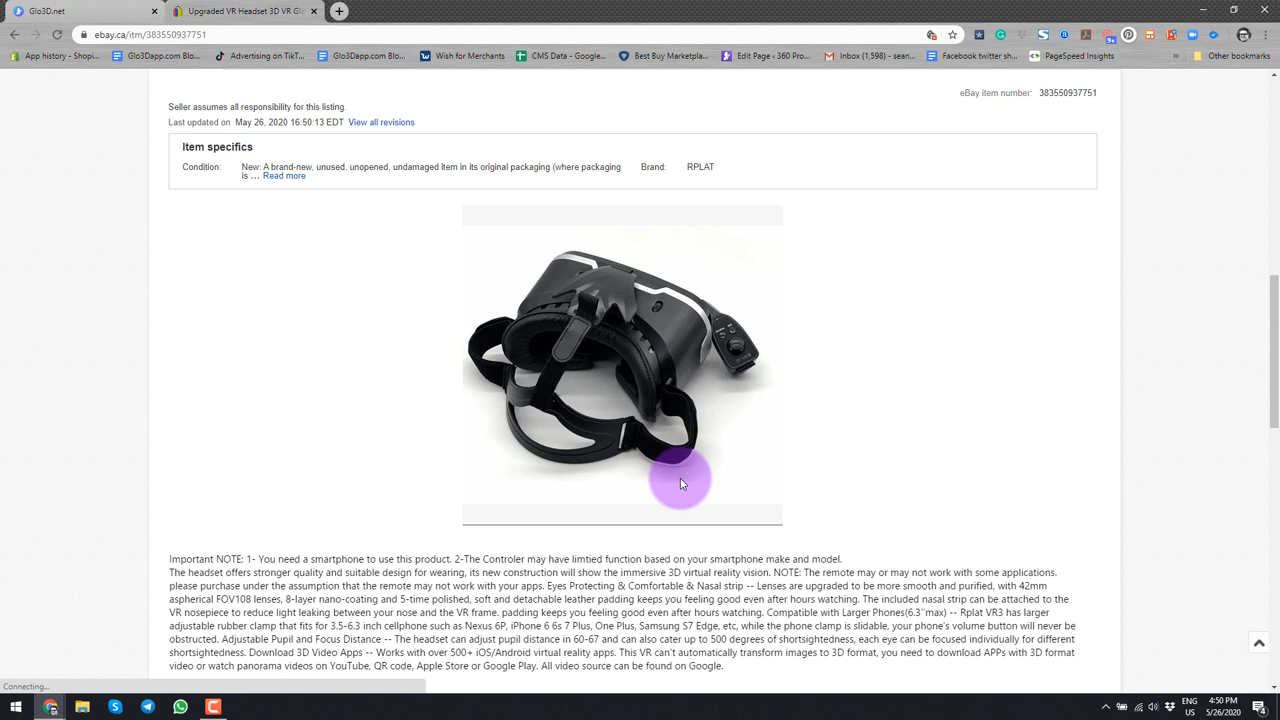 Glo3D.net
Upgraded VR Headset 3D VR Gla
ebay.ca/itm/383550937751
App history - Shopi...
Glo3Dapp.com Blo...
Advertising on TikT...
Glo3Dapp.com Blo...
Wish for Merchants
CMS Data - Google...
Best Buy Marketpla...
Edit Page ‹ 360 Pro...
Inbox (1,598) - sean...
Facebook twitter sh...
PageSpeed Insights
»
Other bookmarks
eBay item number: 383550937751
Seller assumes all responsibility for this listing.
Last updated on May 26, 2020 16:50:13 EDT View all revisions
Item specifics
Condition: New: A brand-new, unused, unopened, undamaged item in its original packaging (where packaging Brand: RPLAT
is ... Read more
Important NOTE: 1- You need a smartphone to use this product. 2-The Controler may have limtied function based on your smartphone make and model.
The headset offers stronger quality and suitable design for wearing, its new construction will show the immersive 3D virtual reality vision. NOTE: The remote may or may not work with some applications.
please purchase under the assumption that the remote may not work with your apps. Eyes Protecting & Comfortable & Nasal strip -- Lenses are upgraded to be more smooth and purified, with 42mm
aspherical FOV108 lenses, 8-layer nano-coating and 5-time polished, soft and detachable leather padding keeps you feeling good even after hours watching. The included nasal strip can be attached to the
VR nosepiece to reduce light leaking between your nose and the VR frame. padding keeps you feeling good even after hours watching. Compatible with Larger Phones(6.3''max) -- Rplat VR3 has larger
adjustable rubber clamp that fits for 3.5-6.3 inch cellphone such as Nexus 6P, iPhone 6 6s 7 Plus, One Plus, Samsung S7 Edge, etc, while the phone clamp is slidable, your phone's volume button will never be
obstructed. Adjustable Pupil and Focus Distance -- The headset can adjust pupil distance in 60-67 and can also cater up to 500 degrees of shortsightedness, each eye can be focused individually for different
shortsightedness. Download 3D Video Apps -- Works with over 500+ iOS/Android virtual reality apps. This VR can't automatically transform images to 3D format, you need to download APPs with 3D format
video or watch panorama videos on YouTube, QR code, Apple Store or Google Play. All video source can be found on Google.
Connecting...
ENG 4:50 PM
US 5/26/2020